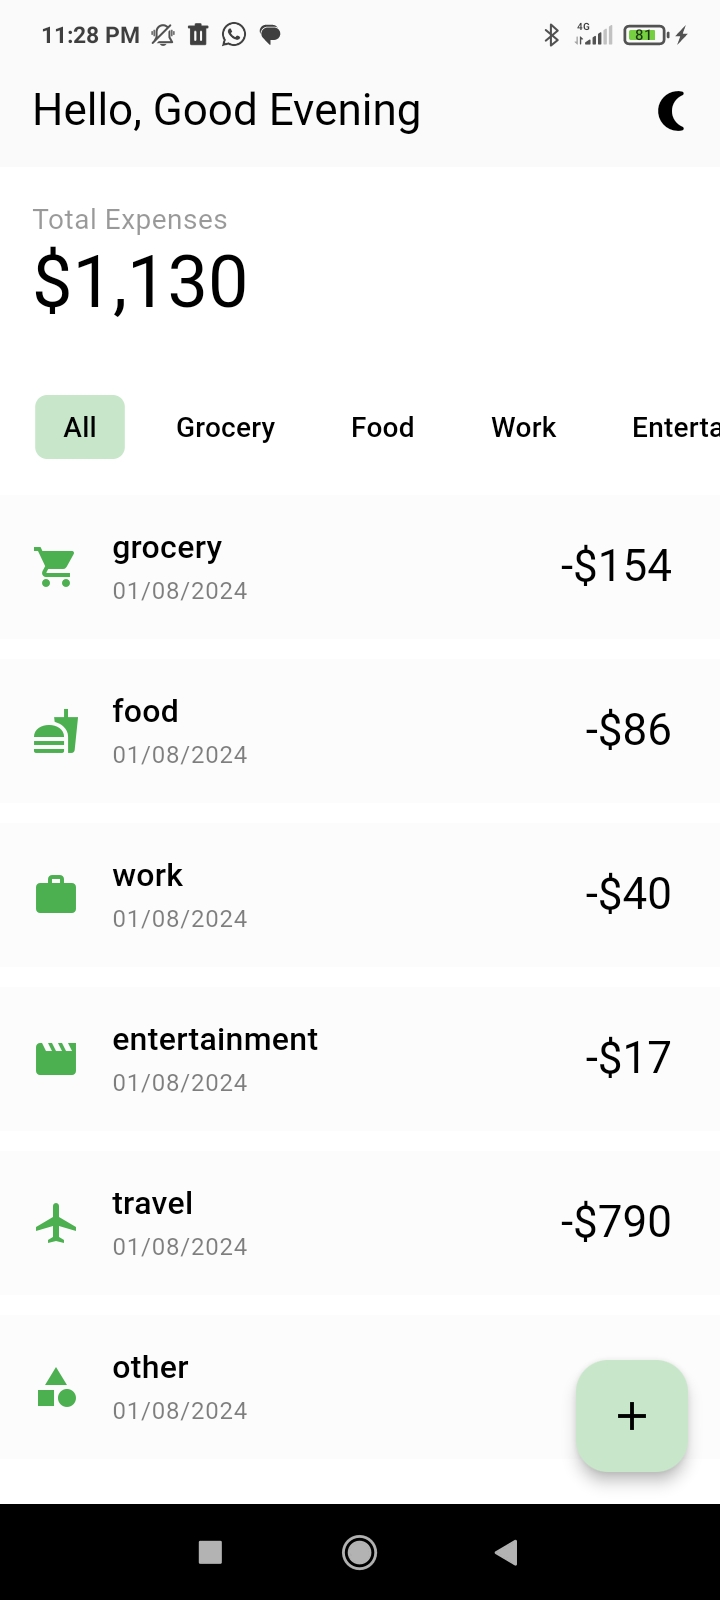 11:28 PM 4G 81
Hello, Good Evening
Total Expenses
$1,130
All Grocery Food Work Enterta
grocery
01/08/2024
-$154
food
01/08/2024
-$86
work
01/08/2024
-$40
entertainment
01/08/2024
-$17
travel
01/08/2024
-$790
other
01/08/2024
+